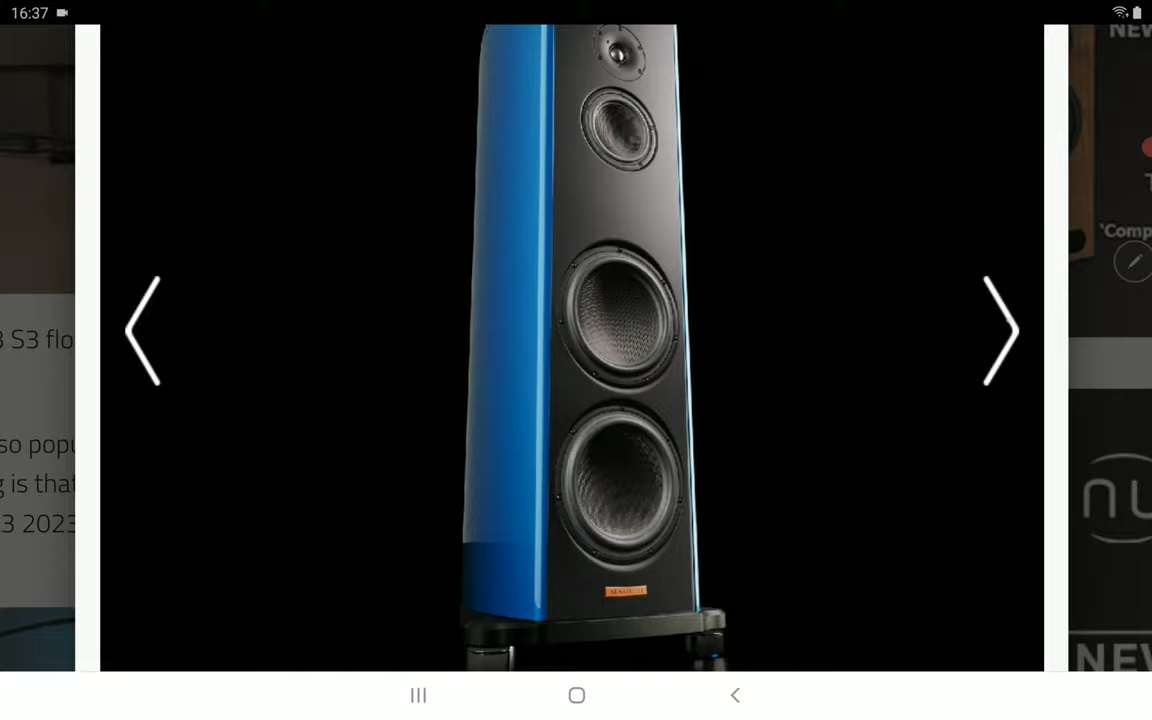 16:37
NEW
3 S3 flo
'Comp
so popu
g is that
3 2023
nu
NEW